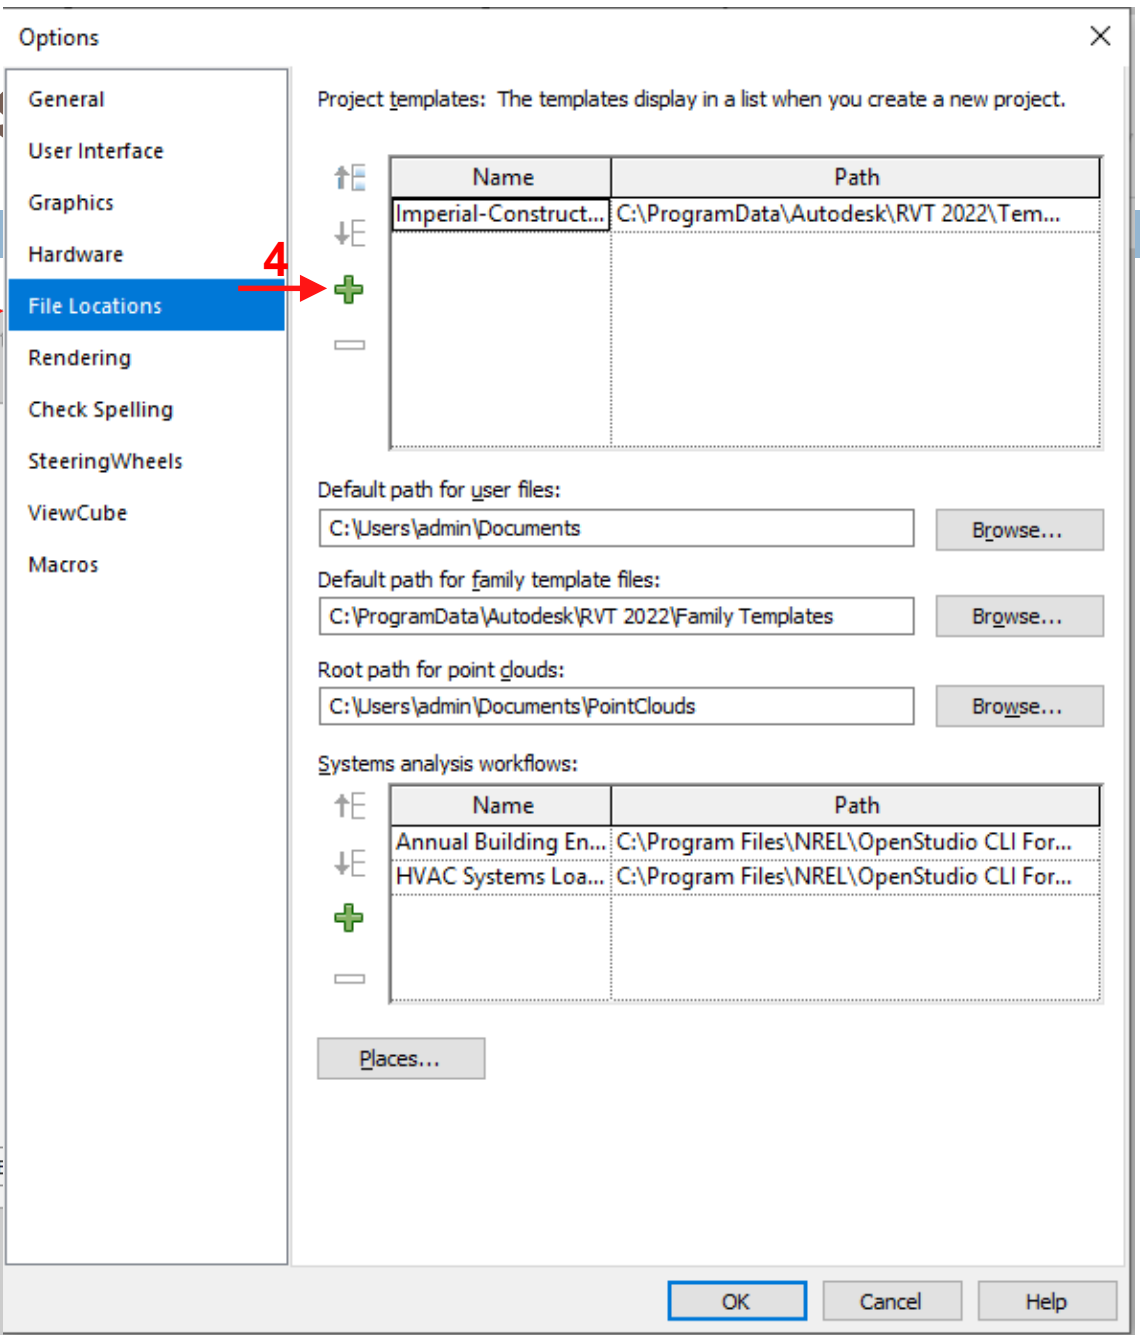 Options
General
User Interface
Graphics
Hardware
File Locations
Rendering
Check Spelling
SteeringWheels
ViewCube
Macros
4
Project templates: The templates display in a list when you create a new project.
Name Path
Imperial-Construct... C:\ProgramData\Autodesk\RVT 2022\Tem...
Default path for user files:
C:\Users\admin\Documents Browse...
Default path for family template files:
C:\ProgramData\Autodesk\RVT 2022\Family Templates Browse...
Root path for point clouds:
C:\Users\admin\Documents\PointClouds Browse...
Systems analysis workflows:
Name Path
Annual Building En... C:\Program Files\NREL\OpenStudio CLI For...
HVAC Systems Loa... C:\Program Files\NREL\OpenStudio CLI For...
Places...
OK Cancel Help